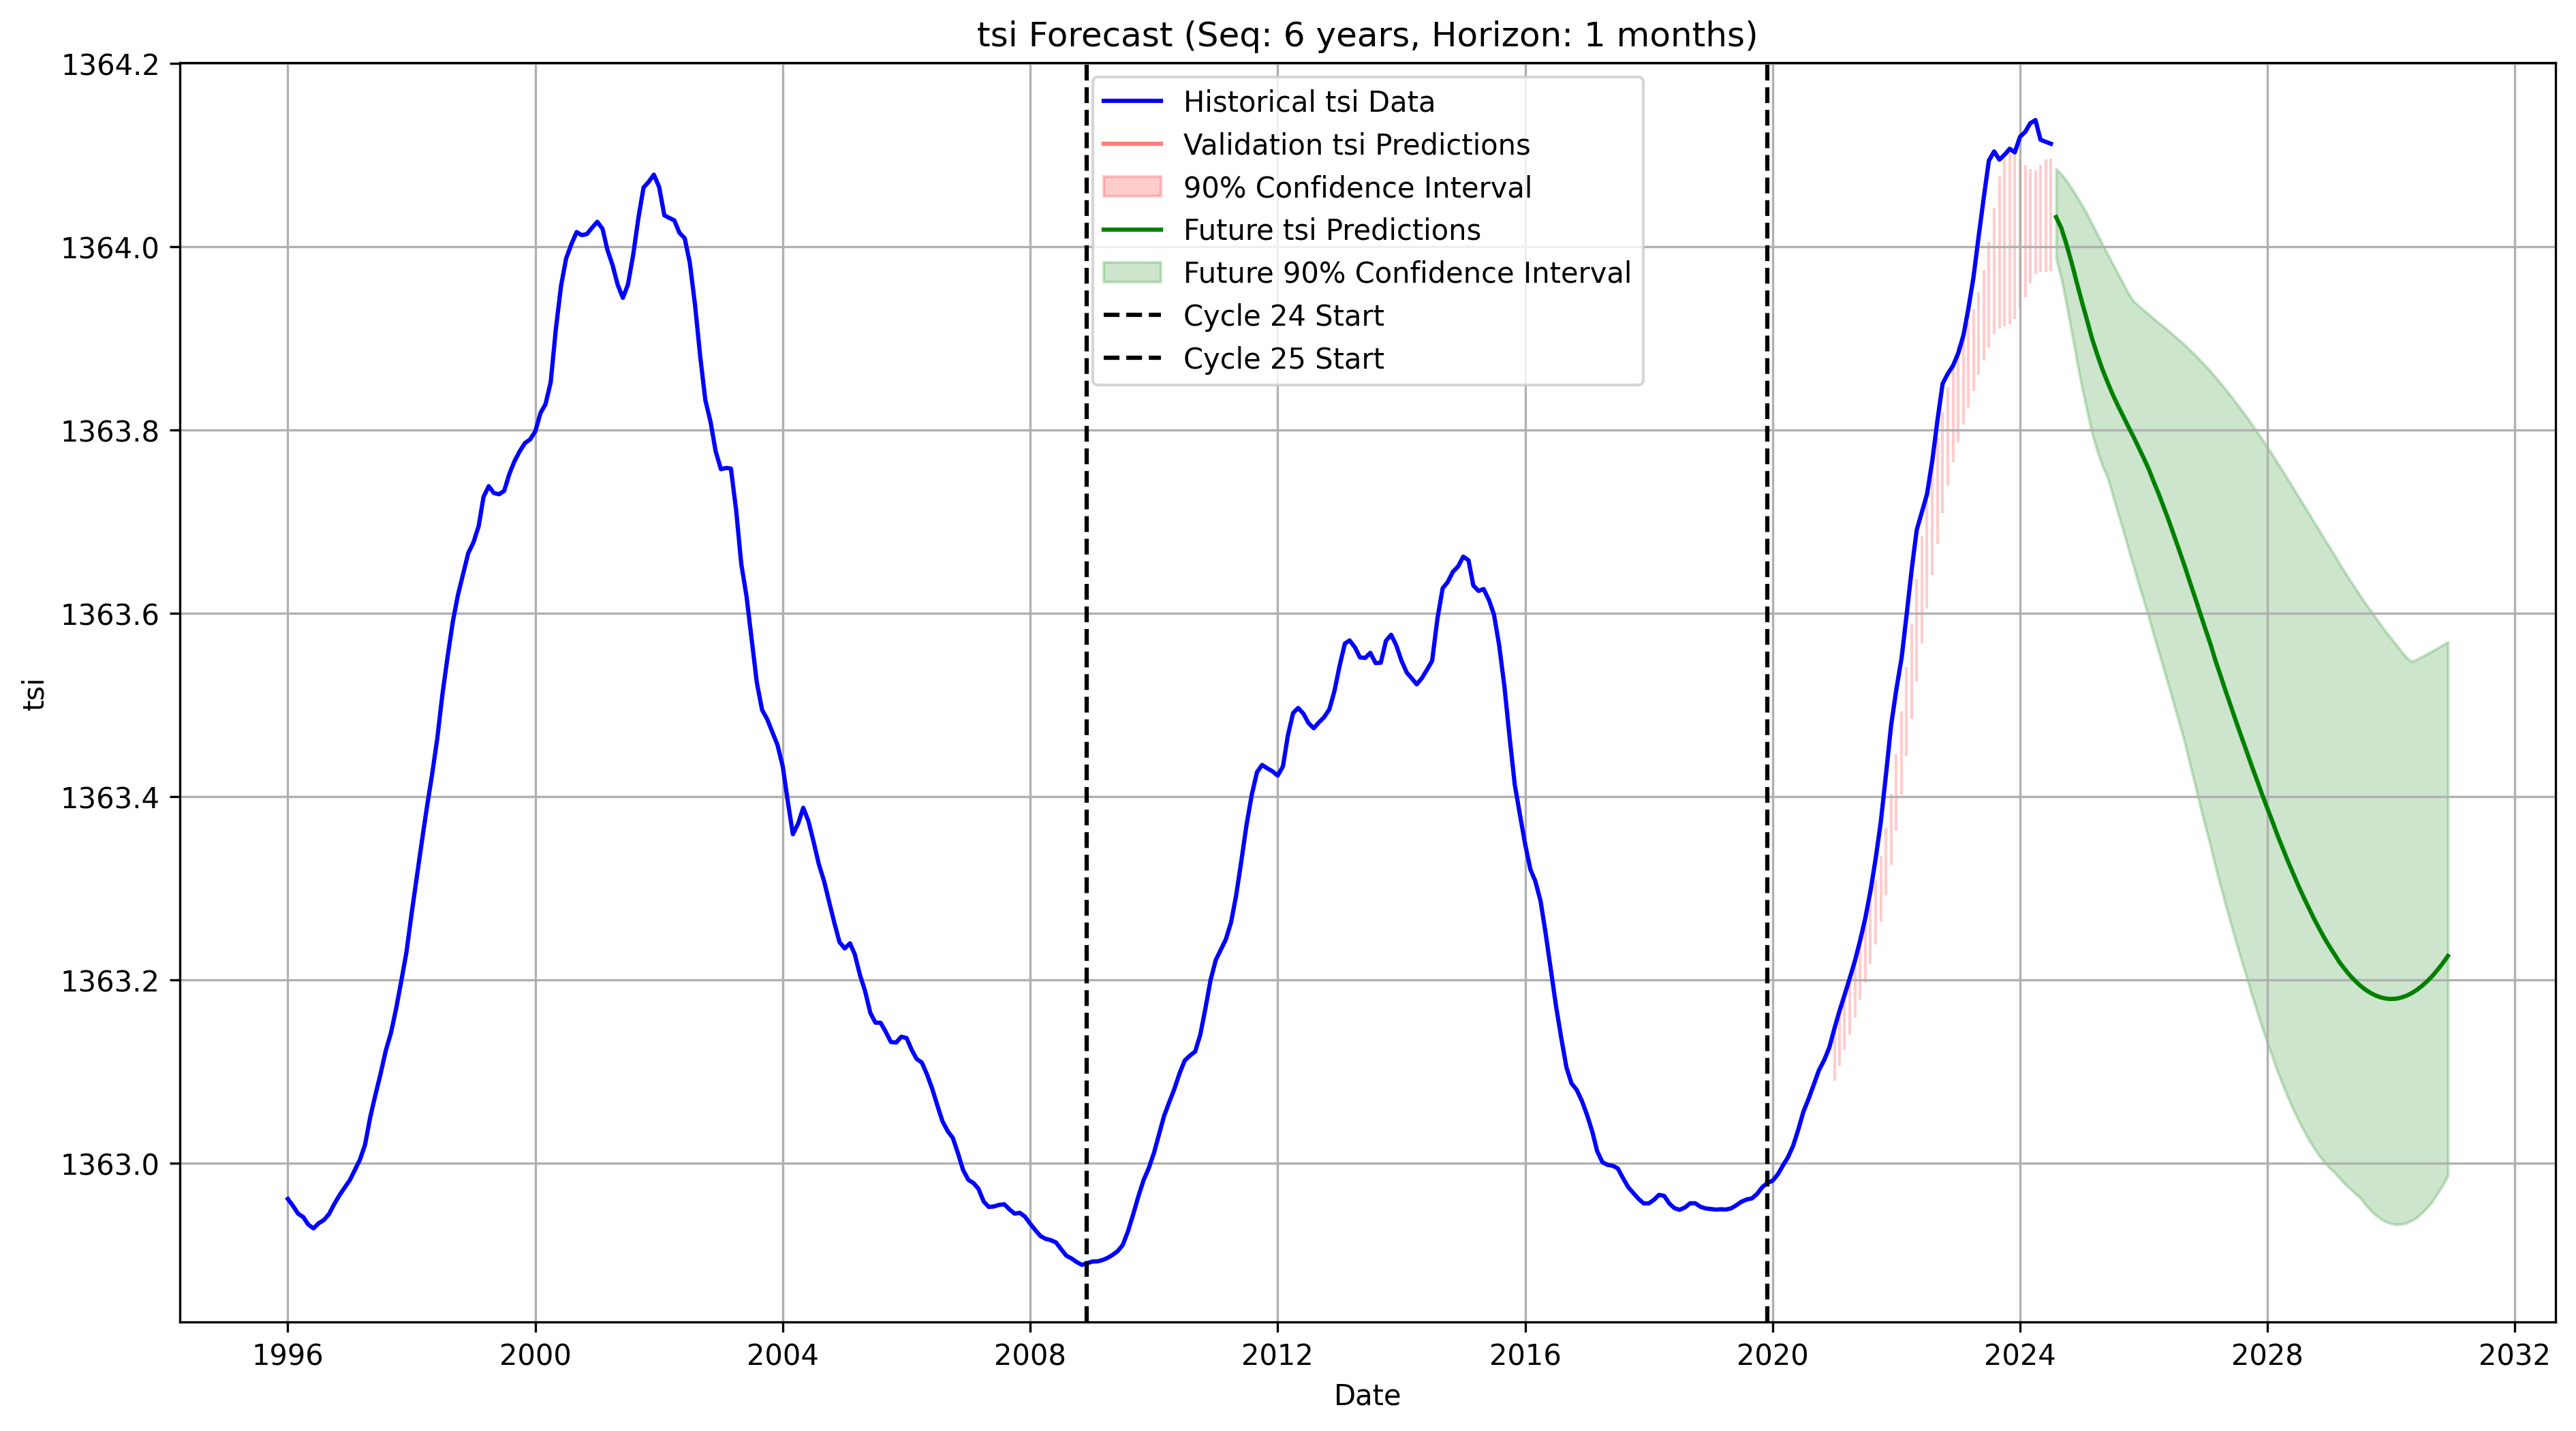 tsi Forecast (Seq: 6 years, Horizon: 1 months)
1364.2
1364.0
1363.8
1363.6
1363.4
1363.2
1363.0
tsi
Historical tsi Data
Validation tsi Predictions
90% Confidence Interval
Future tsi Predictions
Future 90% Confidence Interval
Cycle 24 Start
Cycle 25 Start
1996 2000 2004 2008 2012 2016 2020 2024 2028 2032
Date